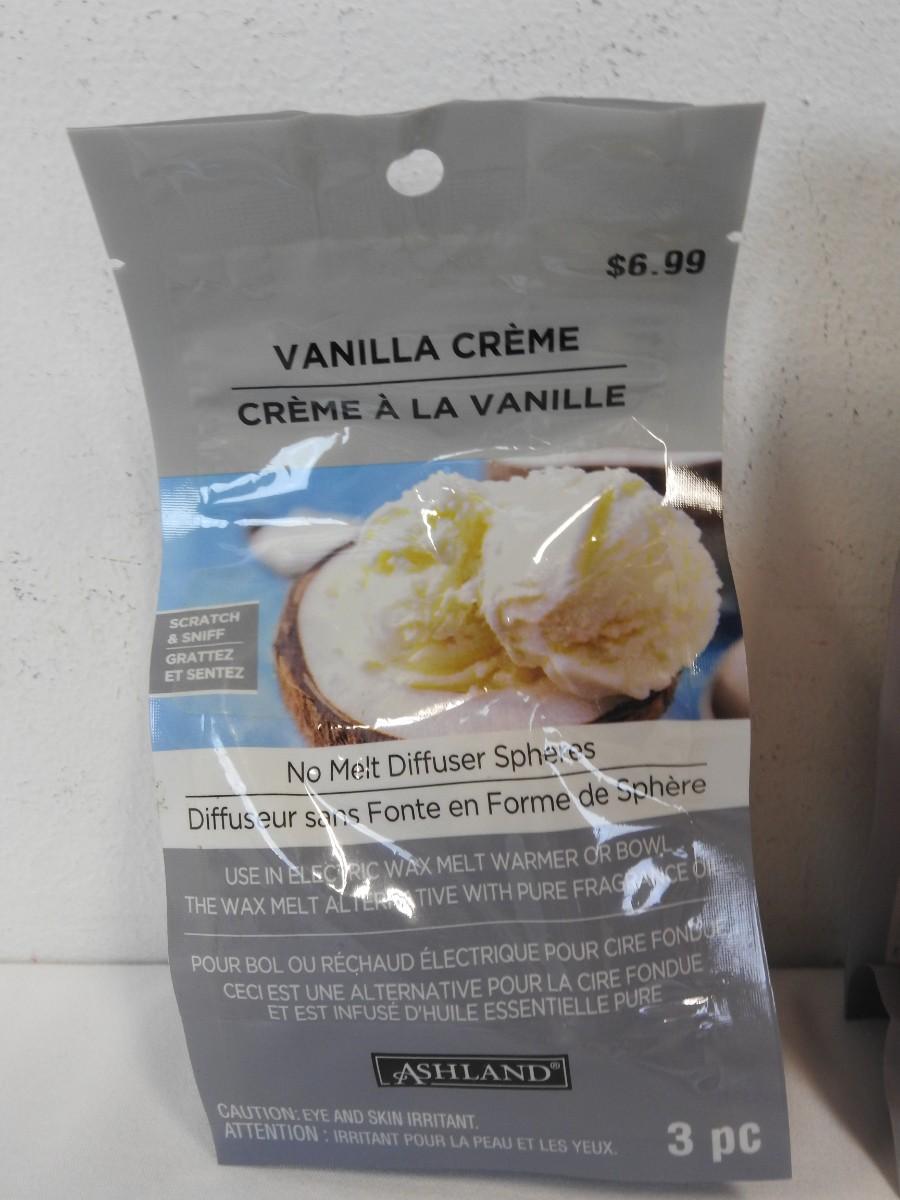 $6.99
VANILLA CRÈME
CRÈME À LA VANILLE
SCRATCH
& SNIFF
GRATTEZ
ET SENTEZ
No Melt Diffuser Spheres
Diffuseur sans Fonte en Forme de Sphère
USE IN ELECTRIC WAX MELT WARMER OR BOWL
THE WAX MELT ALTERNATIVE WITH PURE FRAGRANCE OIL
POUR BOL OU RÉCHAUD ÉLECTRIQUE POUR CIRE FONDUE
CECI EST UNE ALTERNATIVE POUR LA CIRE FONDUE
ET EST INFUSÉ D'HUILE ESSENTIELLE PURE
ASHLAND®
CAUTION: EYE AND SKIN IRRITANT.
ATTENTION : IRRITANT POUR LA PEAU ET LES YEUX.
3 pc